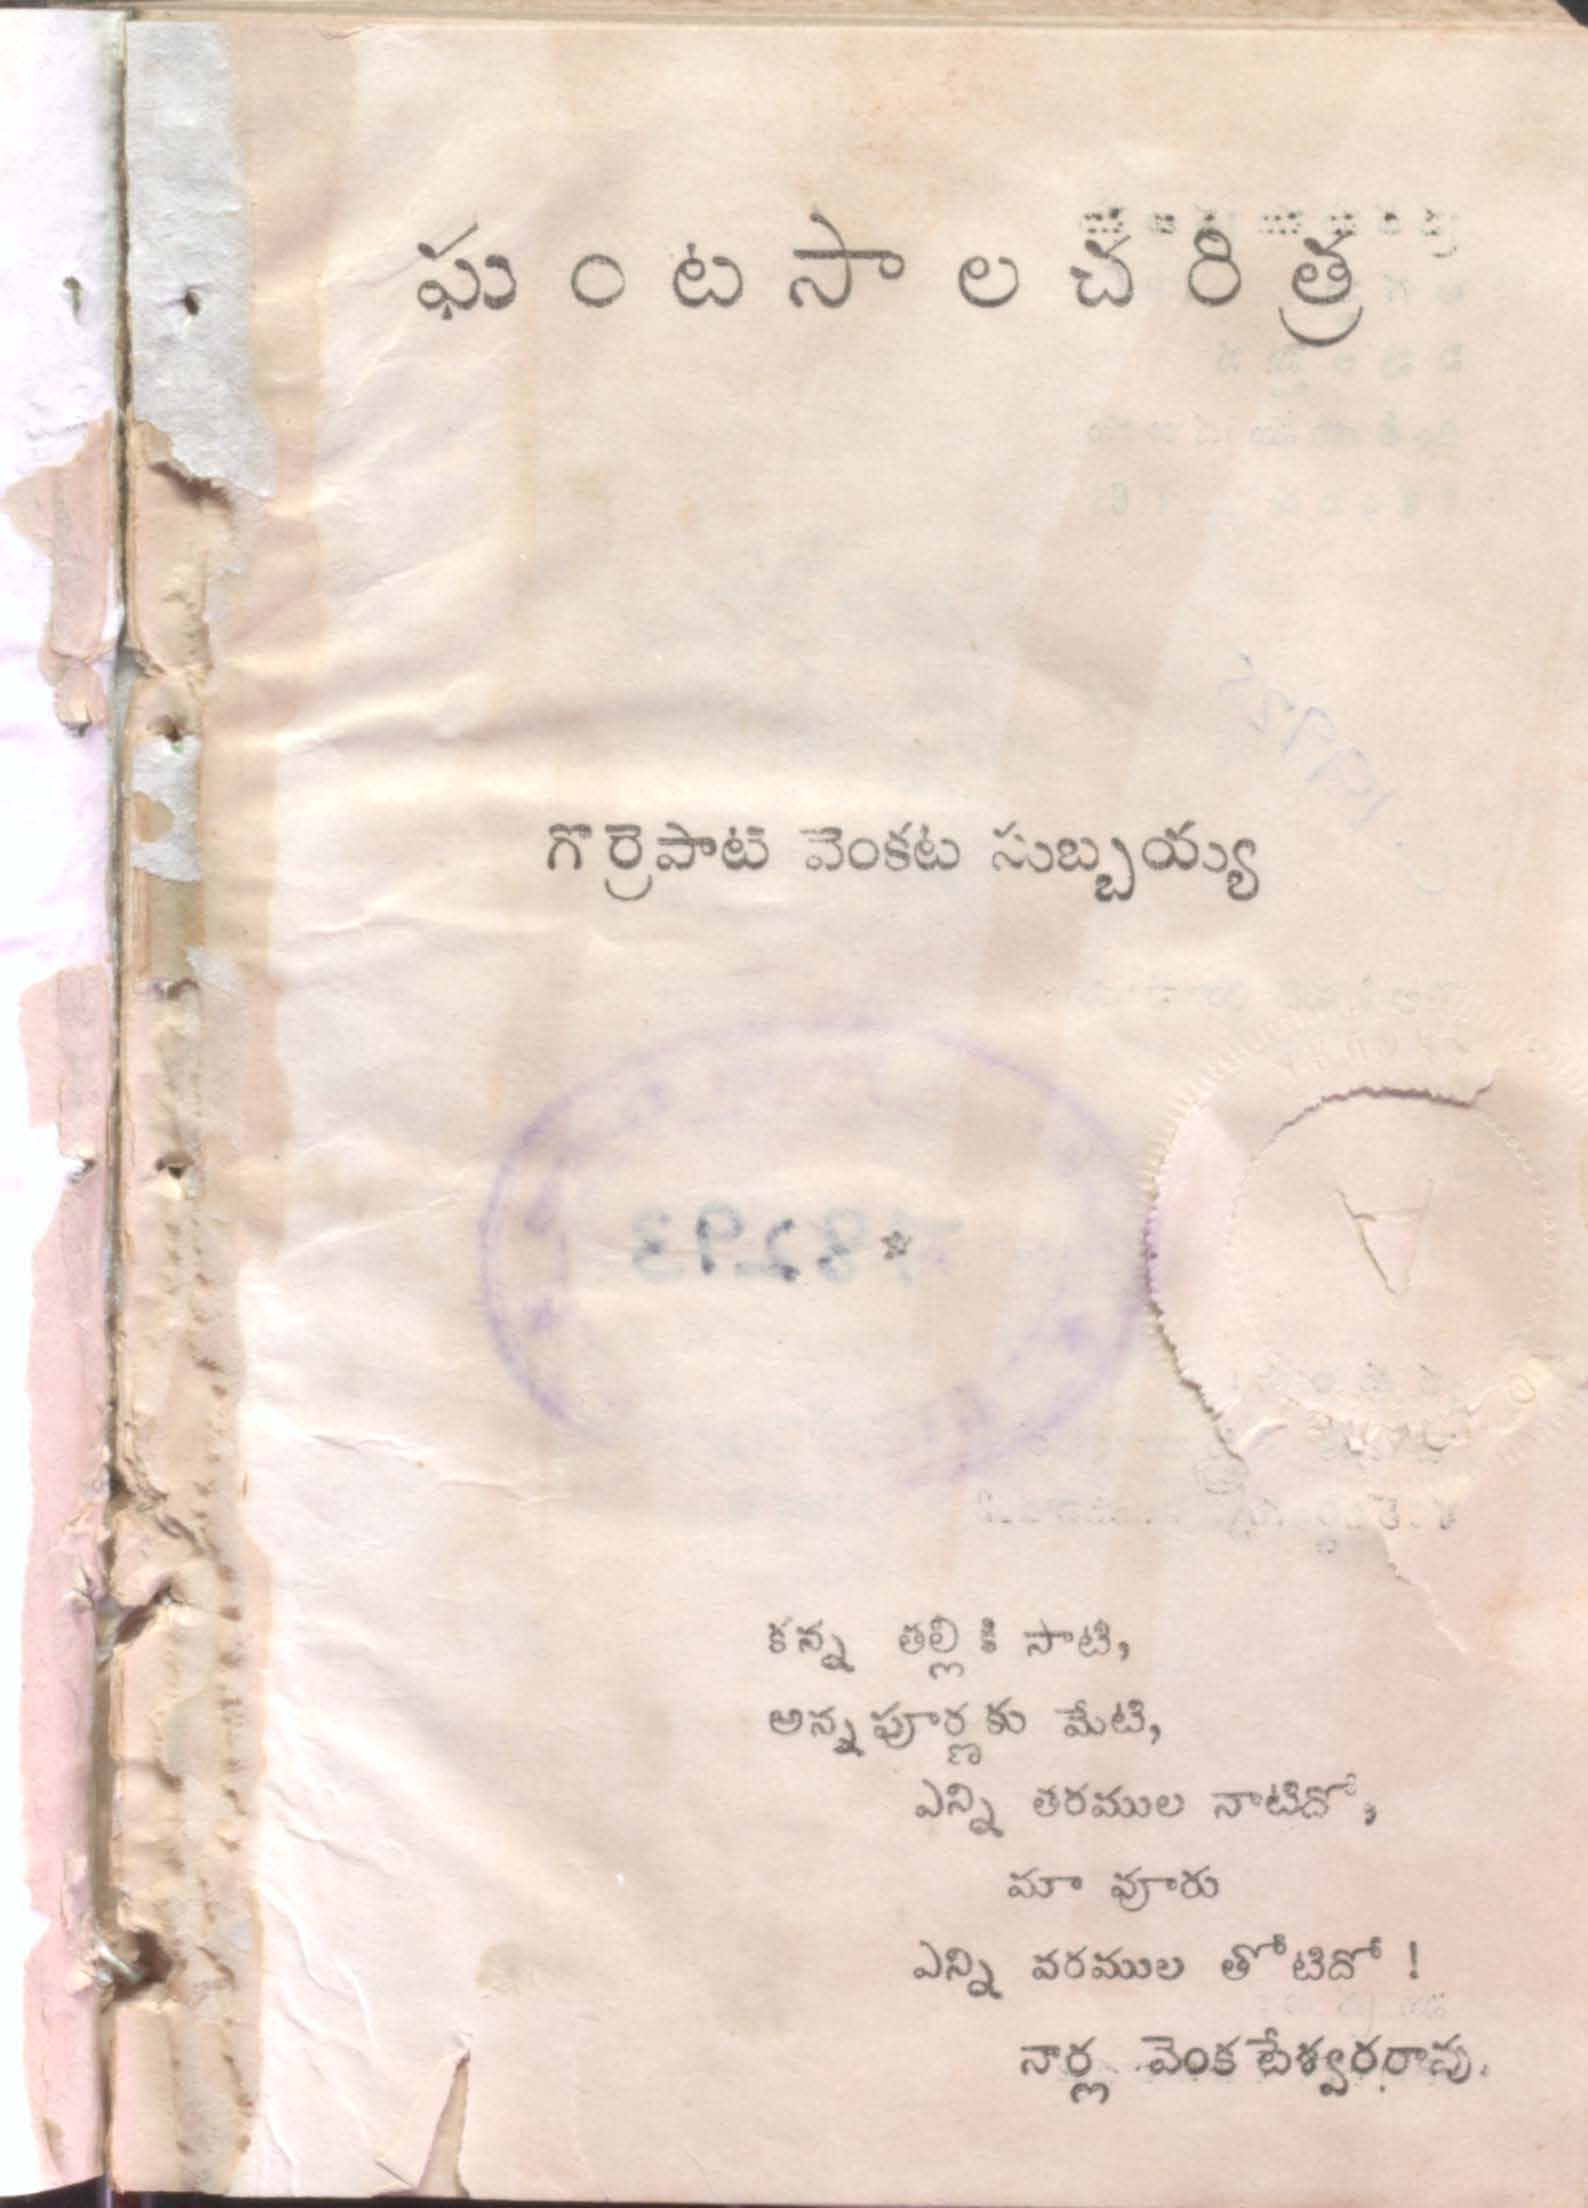 ఘంటసాల చరిత్ర
గొర్రెపాటి వెంకట సుబ్బయ్య
*
కన్న తల్లికి సాటి,
అన్నపూర్ణకు మేటి,
ఎన్ని తరముల నాటిదో,
మా వూరు
ఎన్ని వరముల తోటిదో !
నార్ల వెంకటేశ్వరరావు.